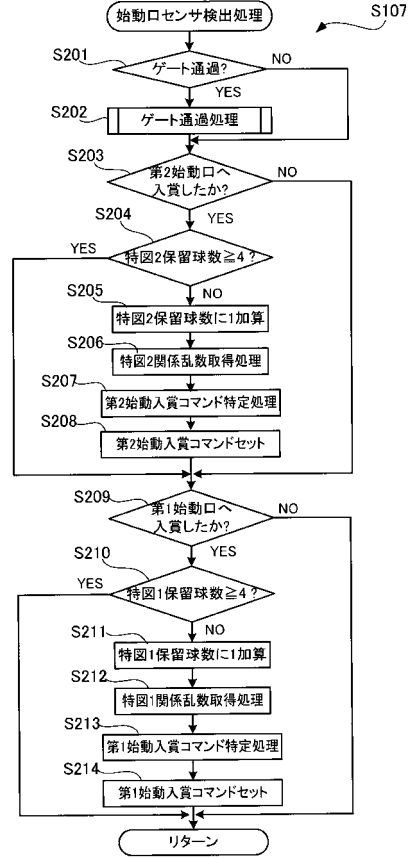 始動口センサ検出処理
S107
S201
ゲート通過?
NO
YES
S202
ゲート通過処理
S203
第2始動口へ
入賞したか?
NO
YES
S204
YES
特図2保留球数≧4?
NO
S205
特図2保留球数に1加算
S206
特図2関係乱数取得処理
S207
第2始動入賞コマンド特定処理
S208
第2始動入賞コマンドセット
S209
第1始動口へ
入賞したか?
NO
YES
S210
YES
特図1保留球数≧4?
NO
S211
特図1保留球数に1加算
S212
特図1関係乱数取得処理
S213
第1始動入賞コマンド特定処理
S214
第1始動入賞コマンドセット
リターン